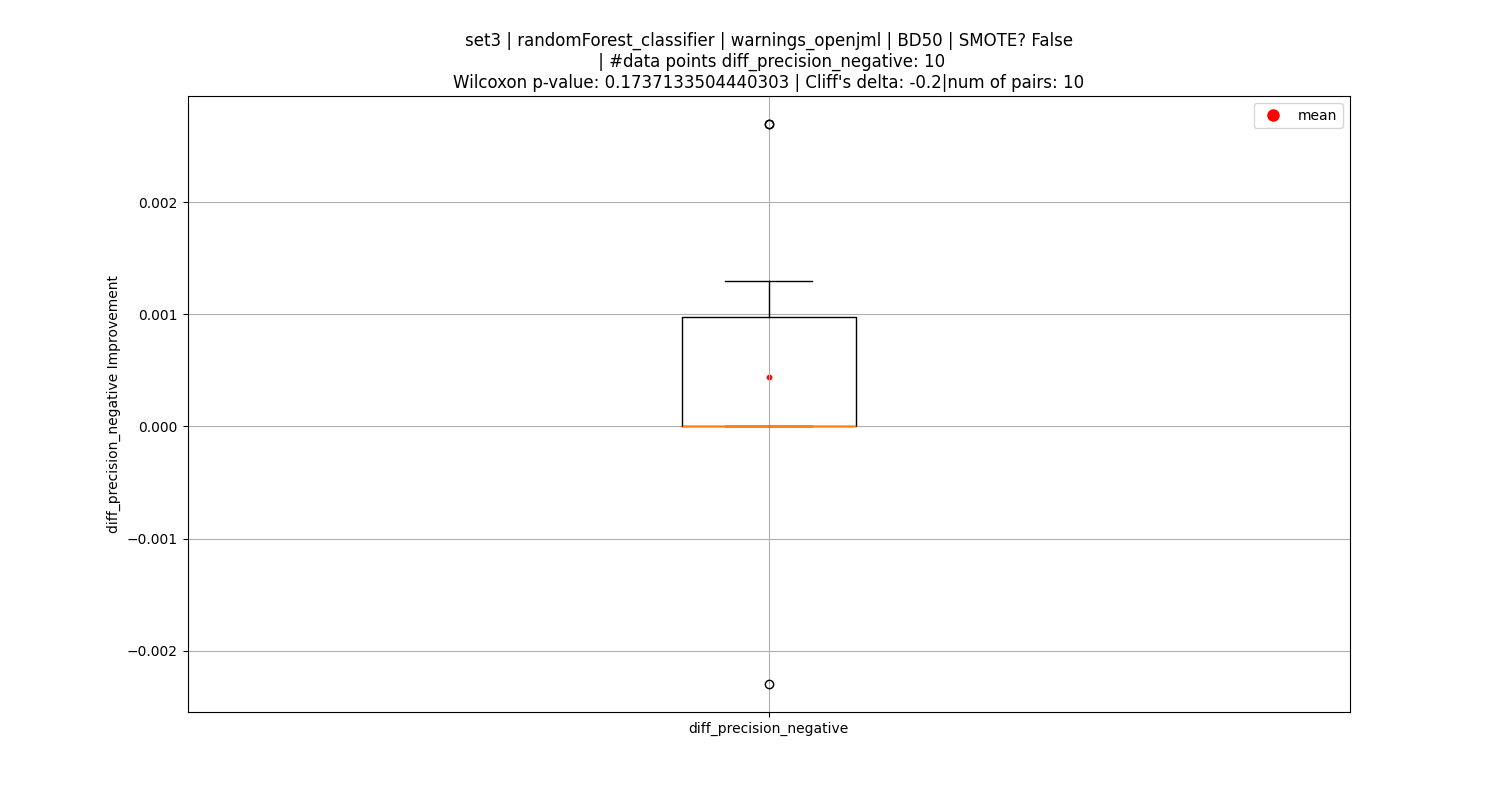 set3 | randomForest_classifier | warnings_openjml | BD50 | SMOTE? False
| #data points diff_precision_negative: 10
Wilcoxon p-value: 0.1737133504440303 | Cliff's delta: -0.2|num of pairs: 10
mean
0.002
0.001
0.000
−0.001
−0.002
diff_precision_negative Improvement
diff_precision_negative